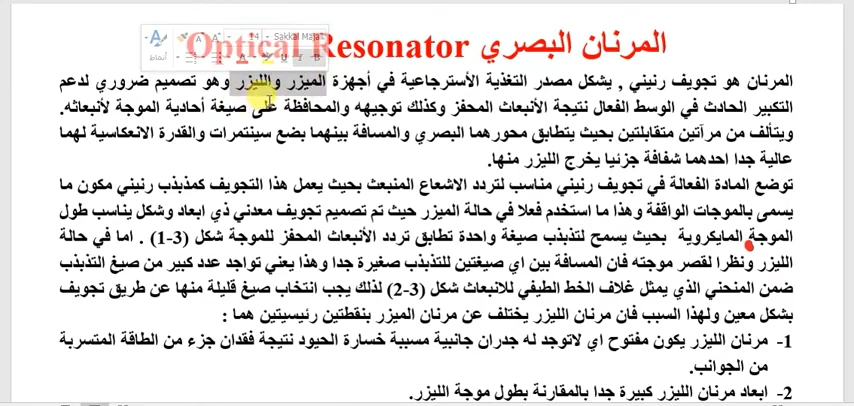 المرنان البصري Optical Resonator
14 Sakkal Maja
أنماط
المرنان هو تجويف رنيني , يشكل مصدر التغذية الأسترجاعية في أجهزة الميزر والليزر وهو تصميم ضروري لدعم
التكبير الحادث في الوسط الفعال نتيجة الأنبعاث المحفز وكذلك توجيهه والمحافظة على صيغة أحادية الموجة لأنبعاثه.
ويتألف من مرآتين متقابلتين بحيث يتطابق محورهما البصري والمسافة بينهما بضع سينتمرات والقدرة الانعكاسية لهما
عالية جدا احدهما شفافة جزئيا يخرج الليزر منها.
توضع المادة الفعالة في تجويف رنيني مناسب لتردد الاشعاع المنبعث بحيث يعمل هذا التجويف كمذبذب رنيني مكون ما
يسمى بالموجات الواقفة وهذا ما استخدم فعلا في حالة الميزر حيث تم تصميم تجويف معدني ذي ابعاد وشكل يناسب طول
الموجة المايكروية بحيث يسمح لتذبذب صيغة واحدة تطابق تردد الأنبعاث المحفز للموجة شكل (3-1) . اما في حالة
الليزر ونظرا لقصر موجته فان المسافة بين اي صيغتين للتذبذب صغيرة جدا وهذا يعني تواجد عدد كبير من صيغ التذبذب
ضمن المنحني الذي يمثل غلاف الخط الطيفي للانبعاث شكل (3-2) لذلك يجب انتخاب صيغ قليلة منها عن طريق تجويف
بشكل معين ولهذا السبب فان مرنان الليزر يختلف عن مرنان الميزر بنقطتين رئيسيتين هما :
1- مرنان الليزر يكون مفتوح اي لاتوجد له جدران جانبية مسببة خسارة الحيود نتيجة فقدان جزء من الطاقة المتسربة
من الجوانب.
2- ابعاد مرنان الليزر كبيرة جدا بالمقارنة بطول موجة الليزر.